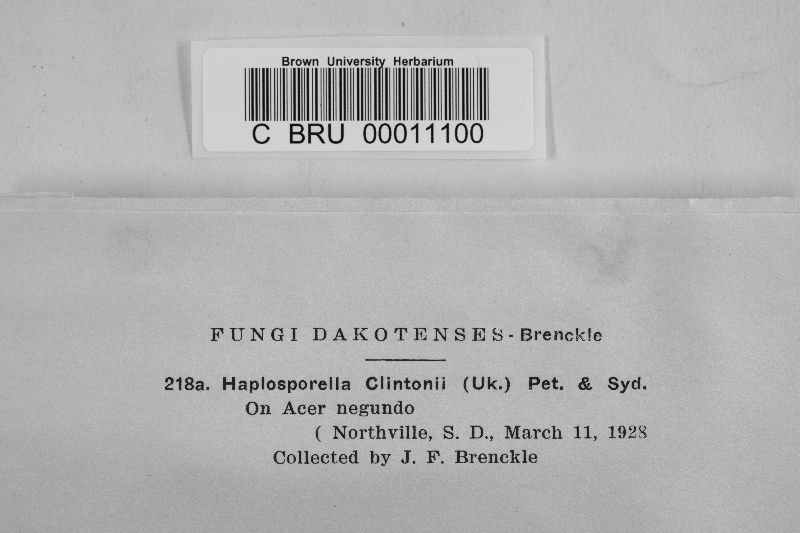 Brown University Herbarium
C BRU 00011100
FUNGI DAKOTENSES - Brenckle
218a. Haplosporella Clintonii (Uk.) Pet. & Syd.
On Acer negundo
( Northville, S. D., March 11, 1928
Collected by J. F. Brenckle